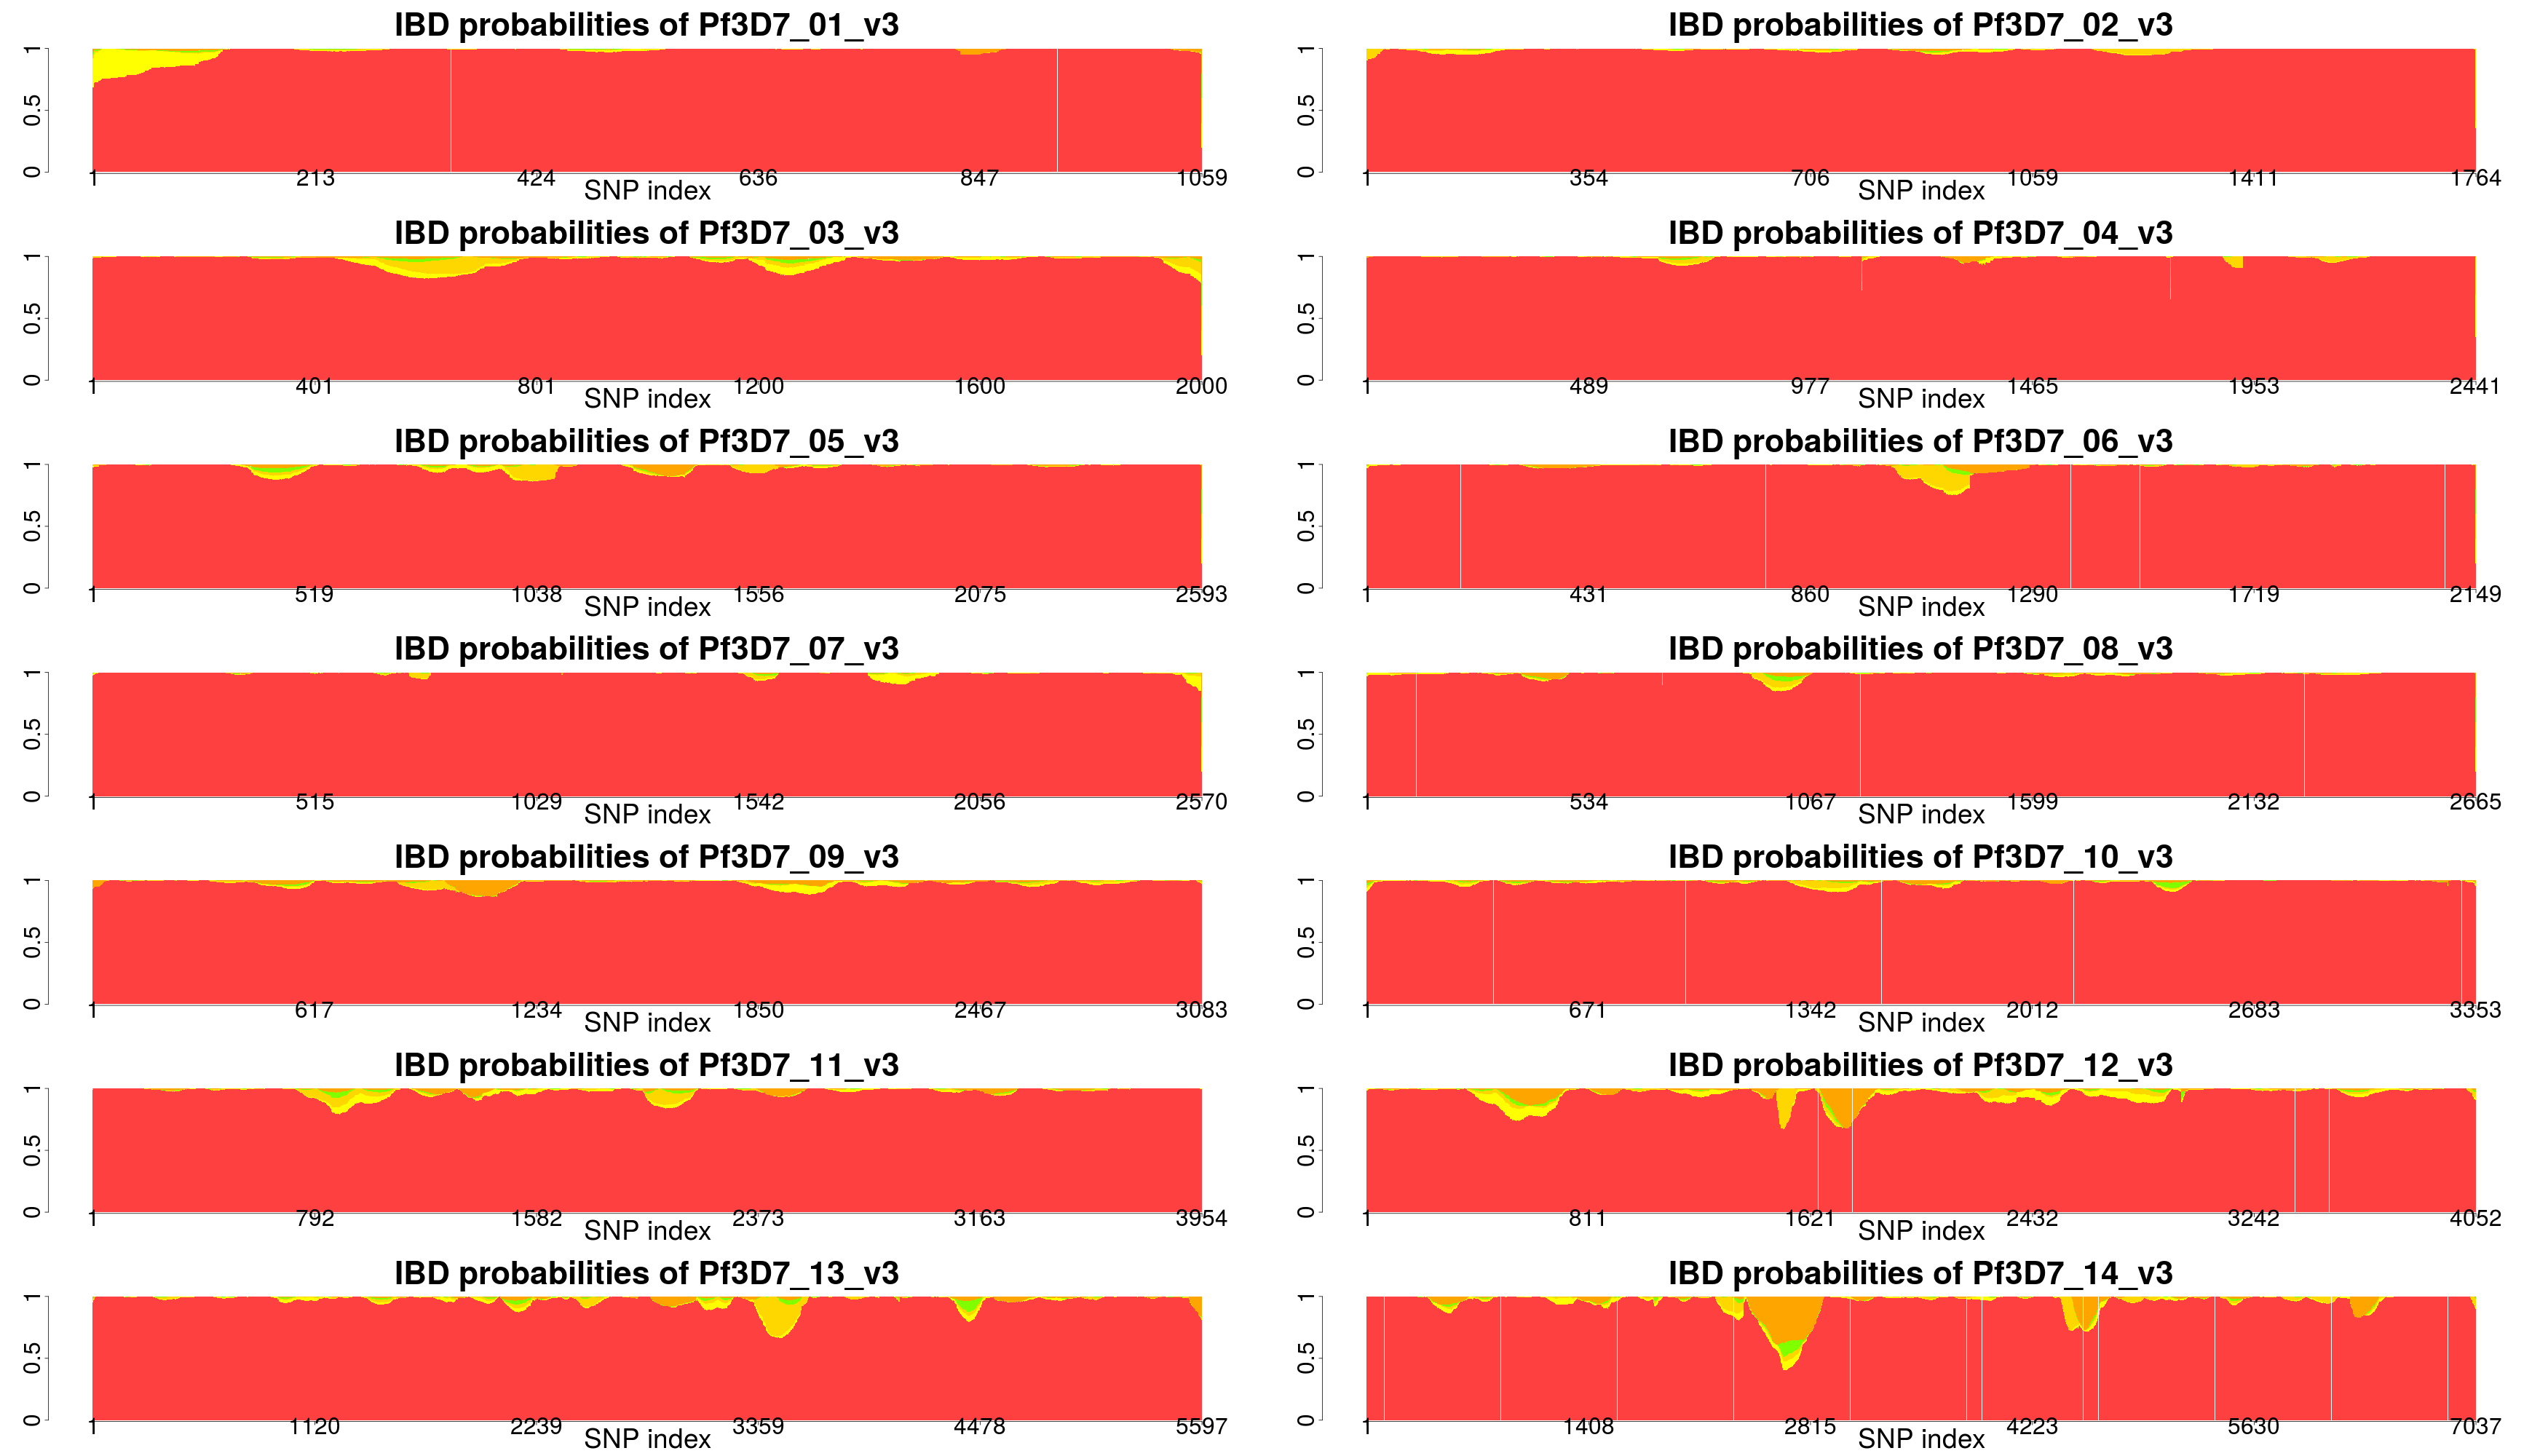 IBD probabilities of Pf3D7_01_v3
0 0.5 1
1 213 424 636 847 1059
SNP index
IBD probabilities of Pf3D7_02_v3
0 0.5 1
1 354 706 1059 1411 1764
SNP index
IBD probabilities of Pf3D7_03_v3
0 0.5 1
1 401 801 1200 1600 2000
SNP index
IBD probabilities of Pf3D7_04_v3
0 0.5 1
1 489 977 1465 1953 2441
SNP index
IBD probabilities of Pf3D7_05_v3
0 0.5 1
1 519 1038 1556 2075 2593
SNP index
IBD probabilities of Pf3D7_06_v3
0 0.5 1
1 431 860 1290 1719 2149
SNP index
IBD probabilities of Pf3D7_07_v3
0 0.5 1
1 515 1029 1542 2056 2570
SNP index
IBD probabilities of Pf3D7_08_v3
0 0.5 1
1 534 1067 1599 2132 2665
SNP index
IBD probabilities of Pf3D7_09_v3
0 0.5 1
1 617 1234 1850 2467 3083
SNP index
IBD probabilities of Pf3D7_10_v3
0 0.5 1
1 671 1342 2012 2683 3353
SNP index
IBD probabilities of Pf3D7_11_v3
0 0.5 1
1 792 1582 2373 3163 3954
SNP index
IBD probabilities of Pf3D7_12_v3
0 0.5 1
1 811 1621 2432 3242 4052
SNP index
IBD probabilities of Pf3D7_13_v3
0 0.5 1
1 1120 2239 3359 4478 5597
SNP index
IBD probabilities of Pf3D7_14_v3
0 0.5 1
1 1408 2815 4223 5630 7037
SNP index